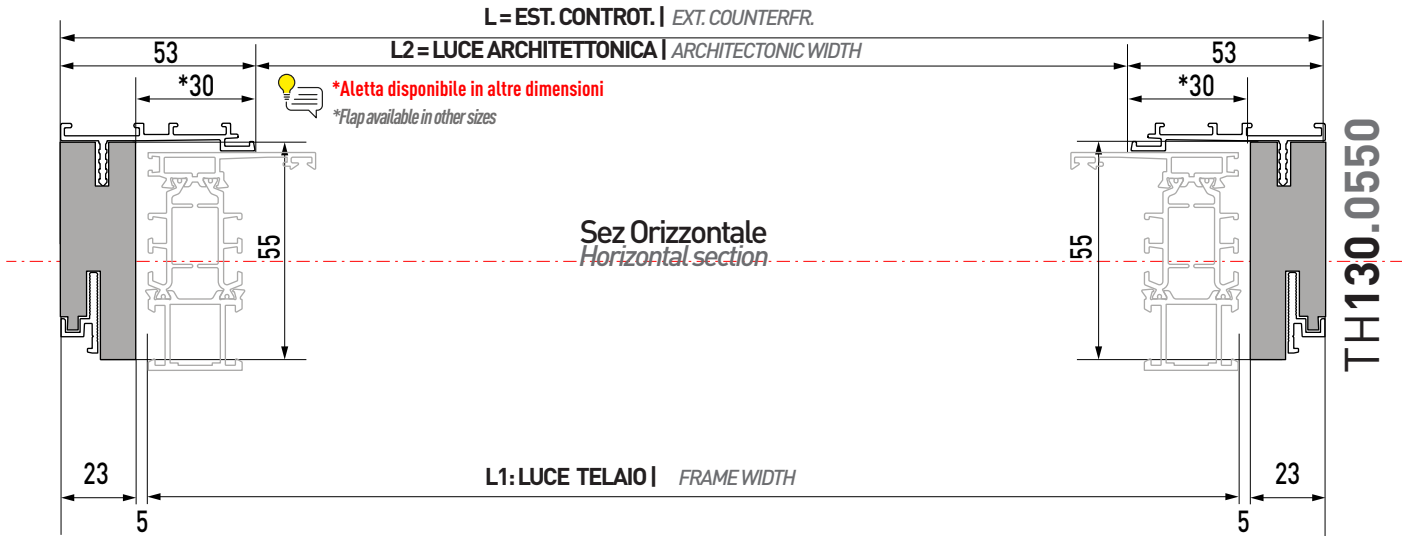 L = EST. CONTROT. | EXT. COUNTERFR.
53
L2 = LUCE ARCHITETTONICA | ARCHITECTONIC WIDTH
53
*30
*Aletta disponibile in altre dimensioni
*Flap available in other sizes
*30
TH130.0550
55
Sez Orizzontale
Horizontal section
55
23
L1: LUCE TELAIO | FRAME WIDTH
23
5
5